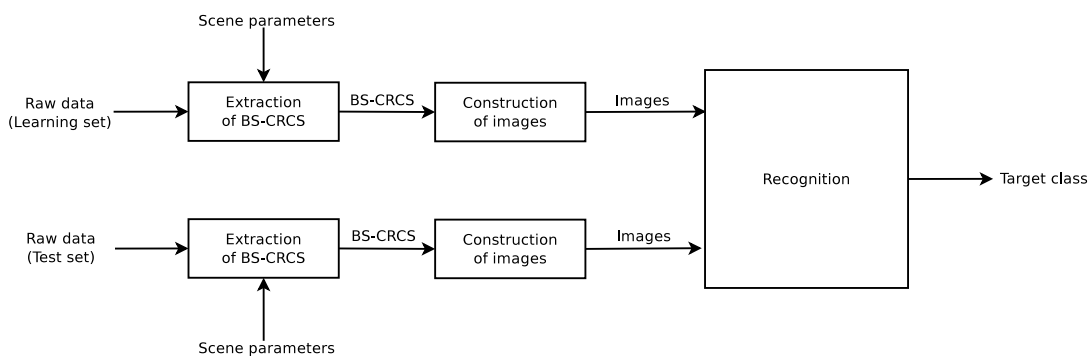 Scene parameters
Raw data
(Learning set)
Extraction
of BS-CRCS
BS-CRCS
Construction
of images
Images
Recognition
Target class
Raw data
(Test set)
Extraction
of BS-CRCS
BS-CRCS
Construction
of images
Images
Scene parameters